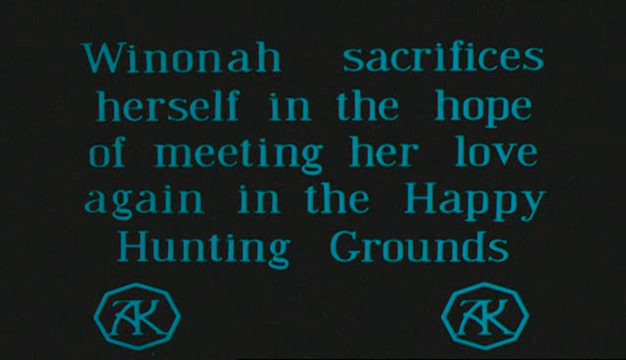 Winonah sacrifices
herself in the hope
of meeting her love
again in the Happy
Hunting Grounds
AK AK